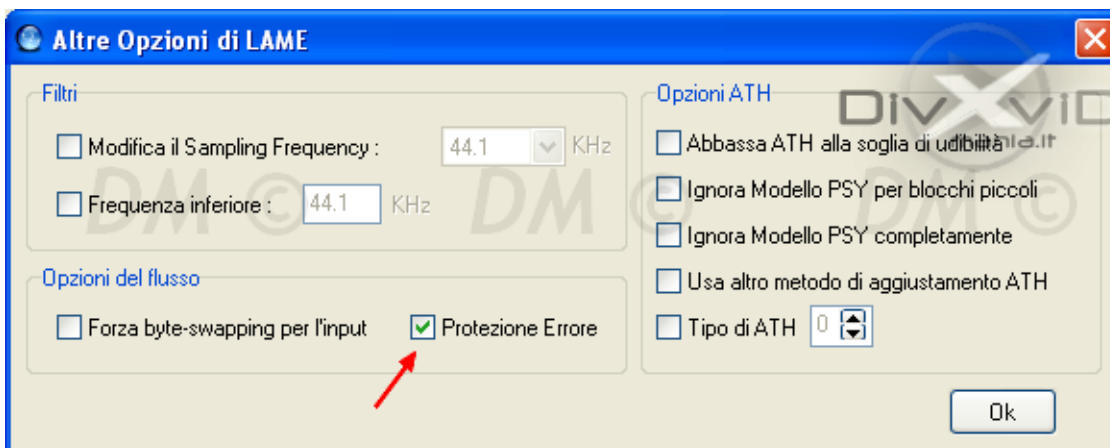 Altre Opzioni di LAME
Filtri
Modifica il Sampling Frequency :
44.1
KHz
Frequenza inferiore :
44.1
KHz
Opzioni del flusso
Forza byte-swapping per l'input
Protezione Errore
Opzioni ATH
Abbassa ATH alla soglia di udibilità
Ignora Modello PSY per blocchi piccoli
Ignora Modello PSY completamente
Usa altro metodo di aggiustamento ATH
Tipo di ATH
0
Ok
DivXviD
DM © DM © DM ©